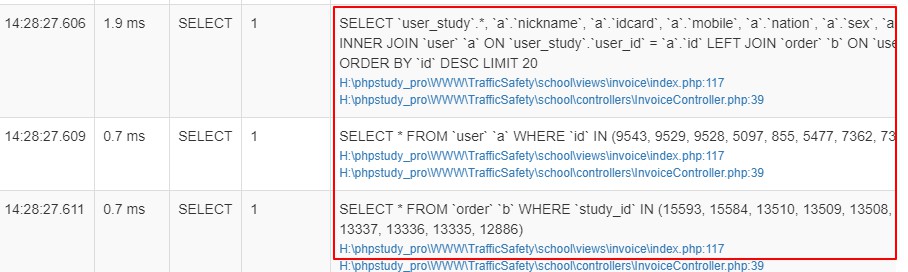 14:28:27.606 1.9 ms SELECT 1 SELECT `user_study`.*, `a`.`nickname`, `a`.`idcard`, `a`.`mobile`, `a`.`nation`, `a`.`sex`, `a
INNER JOIN `user` `a` ON `user_study`.`user_id` = `a`.`id` LEFT JOIN `order` `b` ON `use
ORDER BY `id` DESC LIMIT 20
H:\phpstudy_pro\WWW\TrafficSafety\school\views\invoice\index.php:117
H:\phpstudy_pro\WWW\TrafficSafety\school\controllers\InvoiceController.php:39
14:28:27.609 0.7 ms SELECT 1 SELECT * FROM `user` `a` WHERE `id` IN (9543, 9529, 9528, 5097, 855, 5477, 7362, 73
H:\phpstudy_pro\WWW\TrafficSafety\school\views\invoice\index.php:117
H:\phpstudy_pro\WWW\TrafficSafety\school\controllers\InvoiceController.php:39
14:28:27.611 0.7 ms SELECT 1 SELECT * FROM `order` `b` WHERE `study_id` IN (15593, 15584, 13510, 13509, 13508,
13337, 13336, 13335, 12886)
H:\phpstudy_pro\WWW\TrafficSafety\school\views\invoice\index.php:117
H:\phpstudy_pro\WWW\TrafficSafety\school\controllers\InvoiceController.php:39